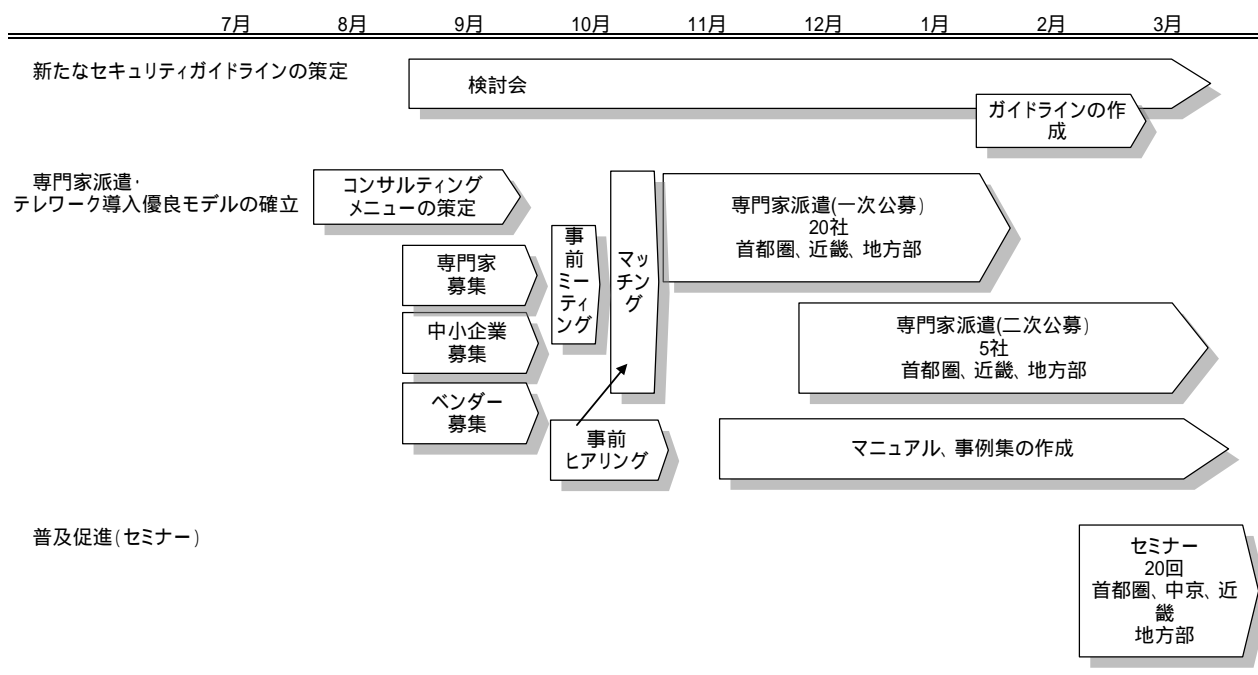 7月 8月 9月 10月 11月 12月 1月 2月 3月
新たなセキュリティガイドラインの策定
検討会
ガイドラインの作
成
専門家派遣・
テレワーク導入優良モデルの確立
コンサルティング
メニューの策定
専門家
募集
中小企業
募集
ベンダー
募集
事
前
ミー
ティ
ング
事前
ヒアリング
マッ
チン
グ
専門家派遣(一次公募)
20社
首都圏、近畿、地方部
専門家派遣(二次公募)
5社
首都圏、近畿、地方部
マニュアル、事例集の作成
普及促進(セミナー)
セミナー
20回
首都圏、中京、近
畿
地方部